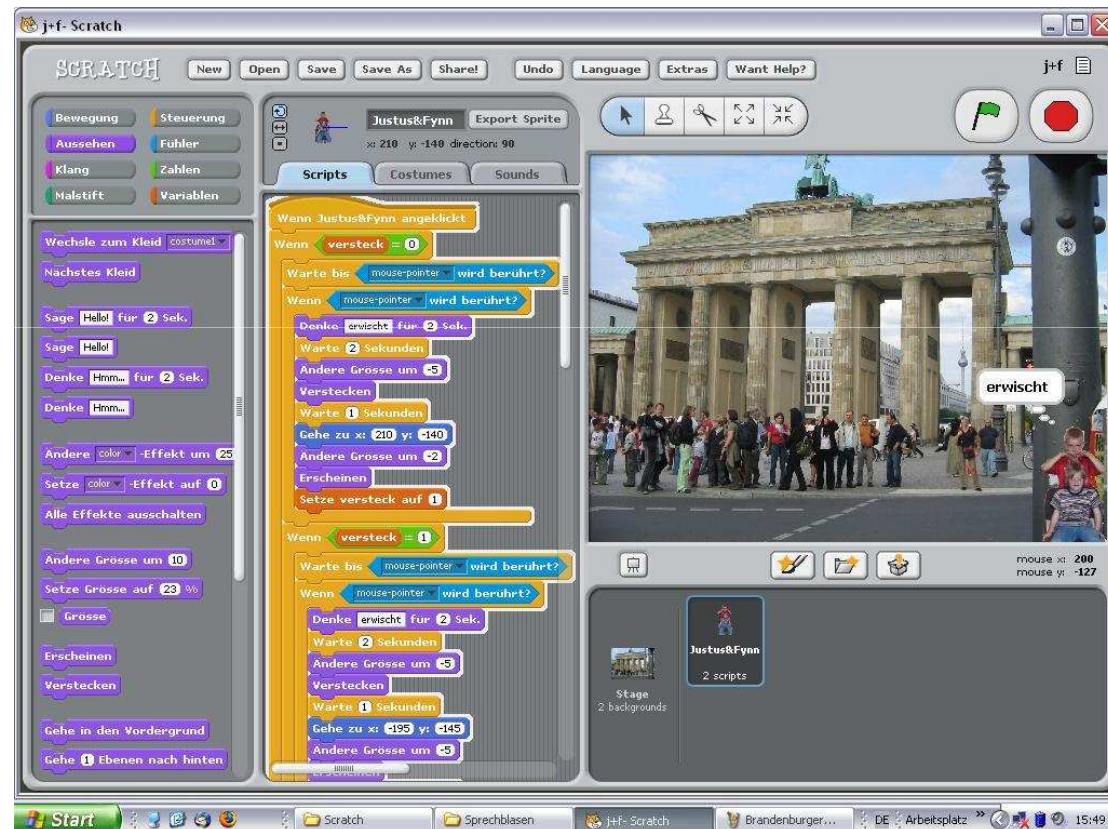 j+f- Scratch
SCRATCH
New
Open
Save
Save As
Share!
Undo
Language
Extras
Want Help?
j+f
Bewegung
Steuerung
Aussehen
Fühler
Klang
Zahlen
Malstift
Variablen
Wechsle zum Kleid costume1
Nächstes Kleid
Sage Hello! für 2 Sek.
Sage Hello!
Denke Hmm... für 2 Sek.
Denke Hmm...
Andere color -Effekt um 25
Setze color -Effekt auf 0
Alle Effekte ausschalten
Andere Grösse um 10
Setze Grösse auf 23 %
Grösse
Erscheinen
Verstecken
Gehe in den Vordergrund
Gehe 1 Ebenen nach hinten
Justus&Fynn
Export Sprite
x: 210 y: -140 direction: 90
Scripts
Costumes
Sounds
Wenn Justus&Fynn angeklickt
Wenn versteck = 0
Warte bis mouse-pointer wird berührt?
Wenn mouse-pointer wird berührt?
Denke erwischt für 2 Sek.
Warte 2 Sekunden
Andere Grösse um -5
Verstecken
Warte 1 Sekunden
Gehe zu x: 210 y: -140
Andere Grösse um -2
Erscheinen
Setze versteck auf 1
Wenn versteck = 1
Warte bis mouse-pointer wird berührt?
Wenn mouse-pointer wird berührt?
Denke erwischt für 2 Sek.
Warte 2 Sekunden
Andere Grösse um -5
Verstecken
Warte 1 Sekunden
Gehe zu x: -195 y: -145
Andere Grösse um -5
Erscheinen
erwischt
mouse x: 200
mouse y: -127
Stage
2 backgrounds
Justus&Fynn
2 scripts
Start
Scratch
Sprechblasen
j+f- Scratch
Brandenburger...
DE
Arbeitsplatz
15:49